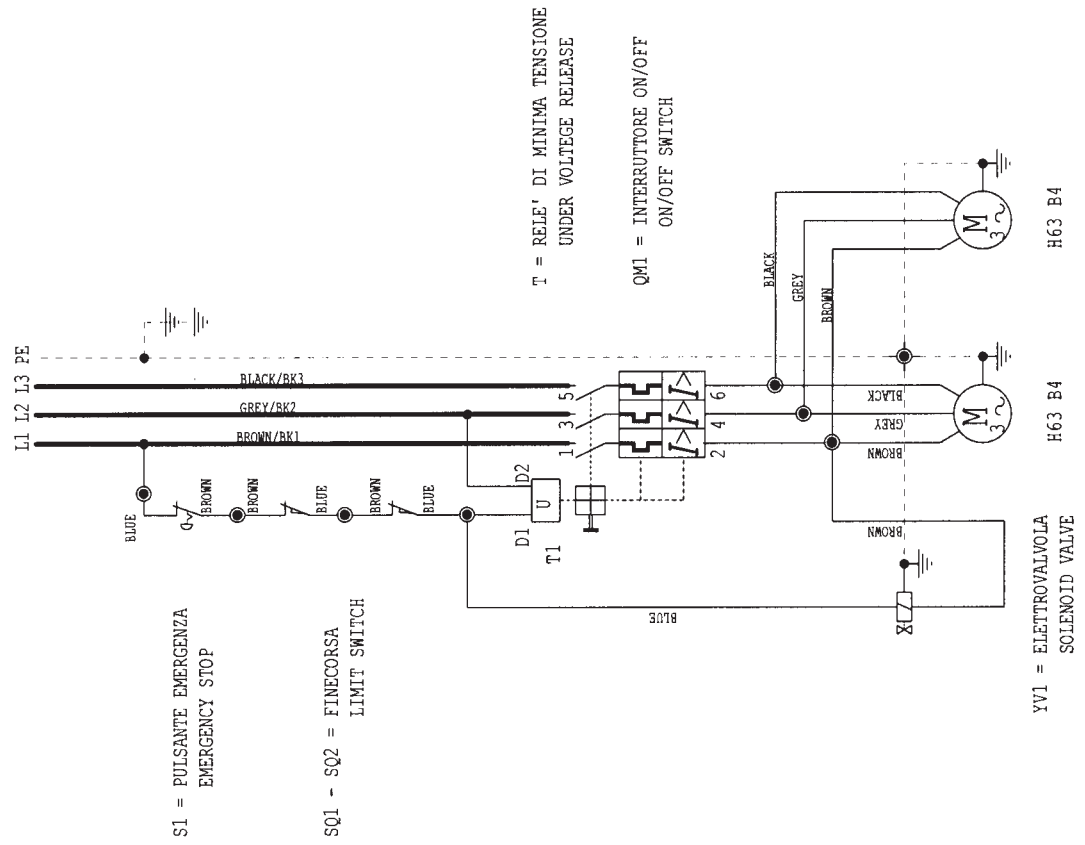 L1
L2
L3
PE
BROWN/BK1
GREY/BK2
BLACK/BK3
BLUE
BROWN
BROWN
BLUE
BROWN
BLUE
D1
D2
U
T1
1
3
5
2
4
6
S1 = PULSANTE EMERGENZA
EMERGENCY STOP
SQ1 - SQ2 = FINECORSA
LIMIT SWITCH
T = RELE' DI MINIMA TENSIONE
UNDER VOLTEGE RELEASE
QM1 = INTERRUTTORE ON/OFF
ON/OFF SWITCH
BLACK
GREY
BROWN
BLACK
GREY
BROWN
BROWN
BLUE
M
3~
H63 B4
M
3~
H63 B4
YV1 = ELETTROVALVOLA
SOLENOID VALVE